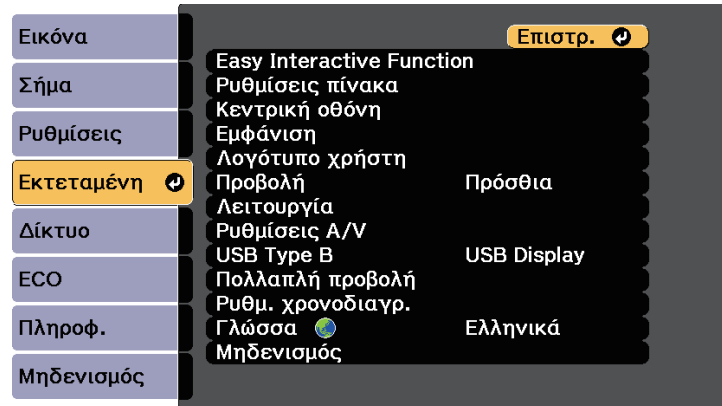 Εικόνα
Σήμα
Ρυθμίσεις
Εκτεταμένη
Δίκτυο
ECO
Πληροφ.
Μηδενισμός
Επιστρ.
Easy Interactive Function
Ρυθμίσεις πίνακα
Κεντρική οθόνη
Εμφάνιση
Λογότυπο χρήστη
Προβολή Πρόσθια
Λειτουργία
Ρυθμίσεις A/V
USB Type B USB Display
Πολλαπλή προβολή
Ρυθμ. χρονοδιαγρ.
Γλώσσα Ελληνικά
Μηδενισμός